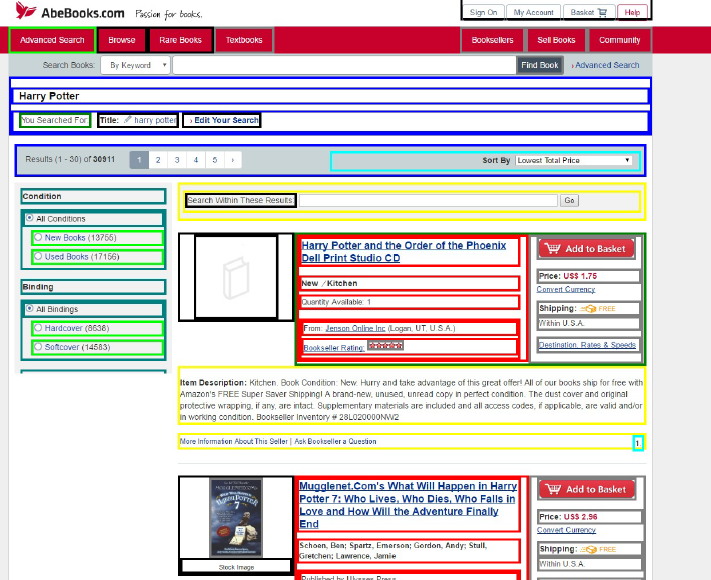 AbeBooks.com Passion for books.
Sign On My Account Basket Help
Advanced Search Browse Rare Books Textbooks Booksellers Sell Books Community
Search Books: By Keyword Find Book › Advanced Search
Harry Potter
You Searched For: Title: harry potter › Edit Your Search
Results (1 - 30) of 30911 1 2 3 4 5 › Sort By Lowest Total Price
Condition
All Conditions
New Books (13755)
Used Books (17156)
Binding
All Bindings
Hardcover (8638)
Softcover (14583)
Search Within These Results: Go
Harry Potter and the Order of the Phoenix
Dell Print Studio CD
New / Kitchen
Quantity Available: 1
From: Jenson Online Inc (Logan, UT, U.S.A.)
Bookseller Rating:
Add to Basket
Price: US$ 1.75
Convert Currency
Shipping: FREE
Within U.S.A.
Destination, Rates & Speeds
Item Description: Kitchen. Book Condition: New. Hurry and take advantage of this great offer! All of our books ship for free with
Amazon's FREE Super Saver Shipping! A brand-new, unused, unread copy in perfect condition. The dust cover and original
protective wrapping, if any, are intact. Supplementary materials are included and all access codes, if applicable, are valid and/or
in working condition. Bookseller Inventory # 28L020000NW2
More Information About This Seller | Ask Bookseller a Question 1.
Mugglenet.Com's What Will Happen in Harry
Potter 7: Who Lives, Who Dies, Who Falls in
Love and How Will the Adventure Finally
End
Schoen, Ben; Spartz, Emerson; Gordon, Andy; Stull,
Gretchen; Lawrence, Jamie
Published by Ulysses Press
Stock Image
Add to Basket
Price: US$ 2.96
Convert Currency
Shipping: FREE
Within U.S.A.